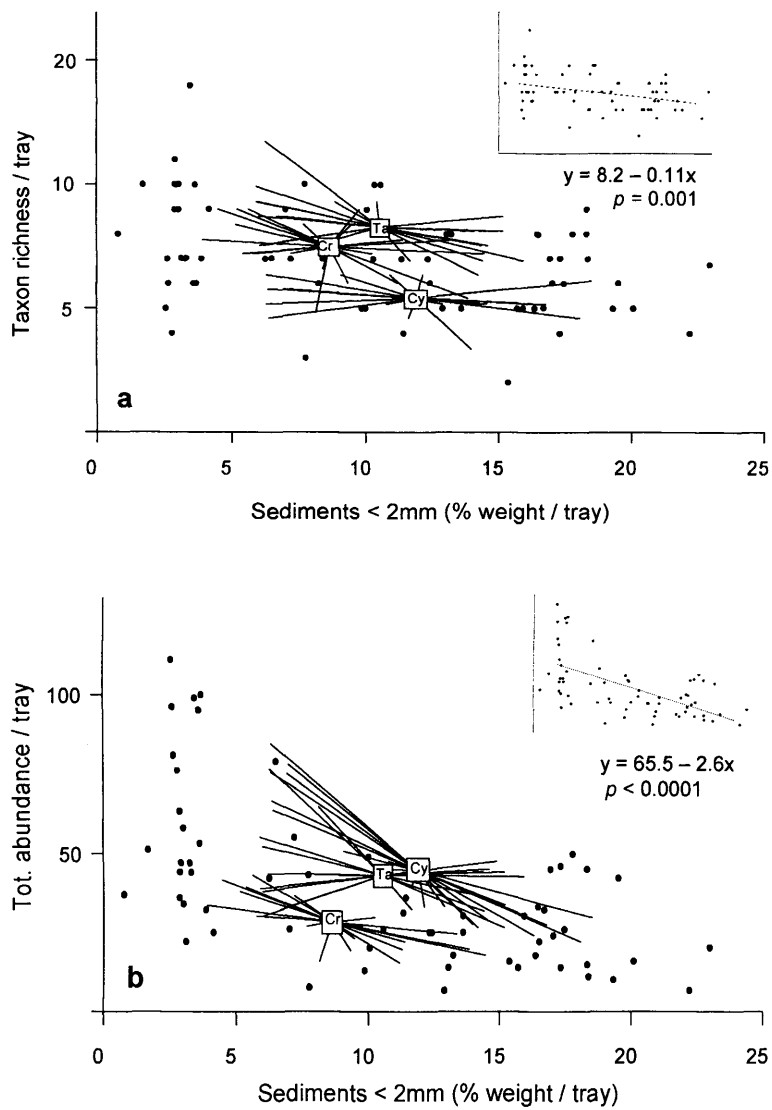 20
10
5
Taxon richness / tray
Ta
Cr
Cy
y = 8.2 – 0.11x
p = 0.001
a
0 5 10 15 20 25
Sediments < 2mm (% weight / tray)
100
50
Tot. abundance / tray
Ta
Cy
Cr
y = 65.5 – 2.6x
p < 0.0001
b
0 5 10 15 20 25
Sediments < 2mm (% weight / tray)